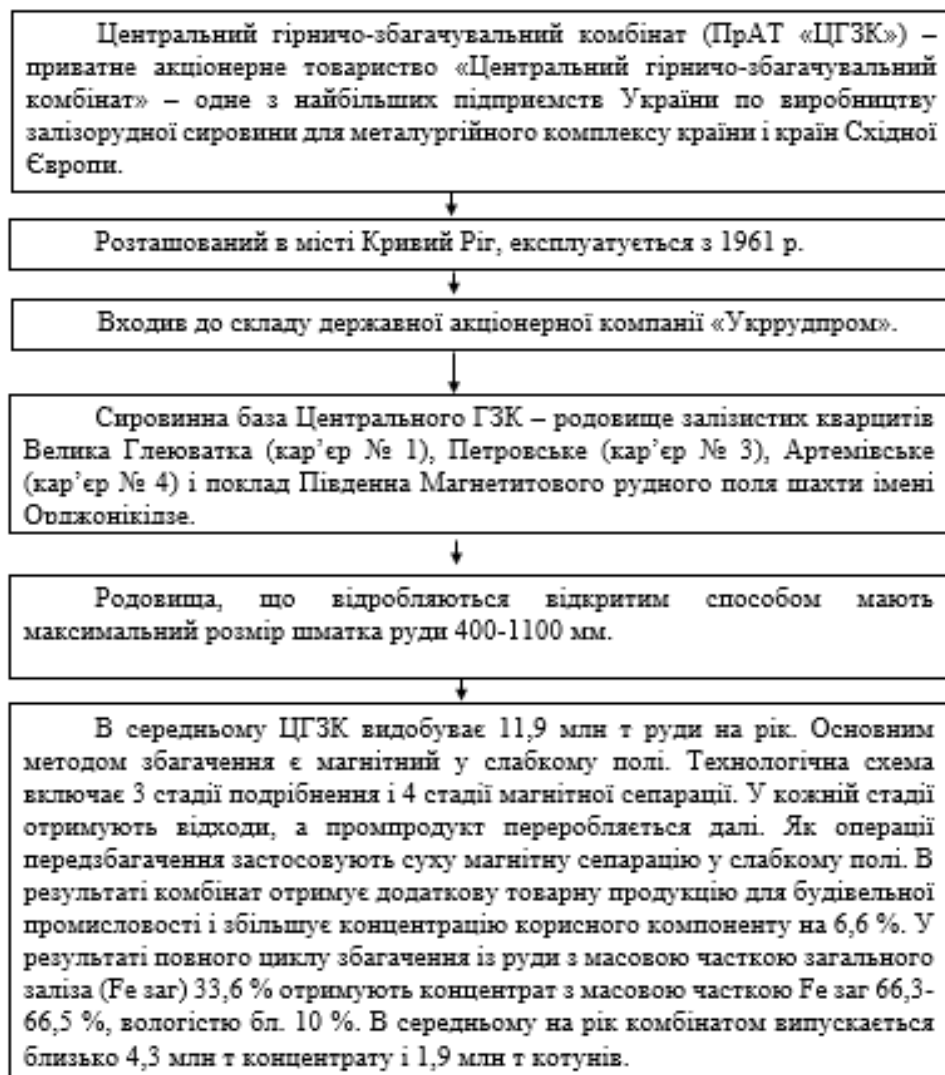 Центральний гірничо-збагачувальний комбінат (ПрАТ «ЦГЗК») –
приватне акціонерне товариство «Центральний гірничо-збагачувальний
комбінат» – одне з найбільших підприємств України по виробництву
залізорудної сировини для металургійного комплексу країни і країн Східної
Європи.
Розташований в місті Кривий Ріг, експлуатується з 1961 р.
Входив до складу державної акціонерної компанії «Укррудпром».
Сировинна база Центрального ГЗК – родовище залізистих кварцитів
Велика Глеюватка (кар’єр № 1), Петровське (кар’єр № 3), Артемівське
(кар’єр № 4) і поклад Південна Магнетитового рудного поля шахти імені
Орджонікідзе.
Родовища, що відробляються відкритим способом мають
максимальний розмір шматка руди 400-1100 мм.
В середньому ЦГЗК видобуває 11,9 млн т руди на рік. Основним
методом збагачення є магнітний у слабкому полі. Технологічна схема
включає 3 стадії подрібнення і 4 стадії магнітної сепарації. У кожній стадії
отримують відходи, а промпродукт переробляється далі. Як операції
передзбагачення застосовують суху магнітну сепарацію у слабкому полі. В
результаті комбінат отримує додаткову товарну продукцію для будівельної
промисловості і збільшує концентрацію корисного компоненту на 6,6 %. У
результаті повного циклу збагачення із руди з масовою часткою загального
заліза (Fe заг) 33,6 % отримують концентрат з масовою часткою Fe заг 66,3-
66,5 %, вологістю бл. 10 %. В середньому на рік комбінатом випускається
близько 4,3 млн т концентрату і 1,9 млн т котунів.